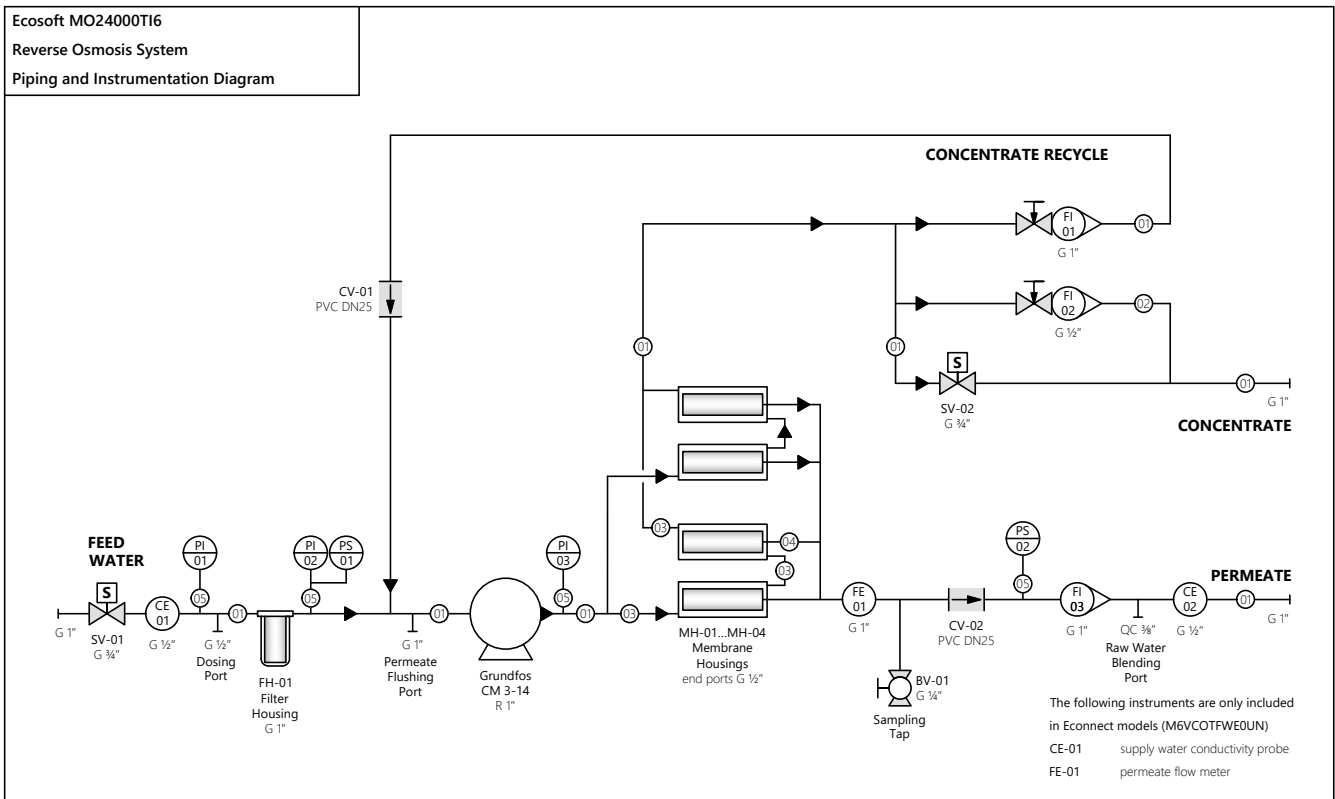 Ecosoft MO24000TI6
Reverse Osmosis System
Piping and Instrumentation Diagram
CONCENTRATE RECYCLE
FI
01
01
G 1"
CV-01
PVC DN25
FI
02
02
G ½"
01
01
S
SV-02
G ¾"
01
G 1"
CONCENTRATE
FEED
WATER
PI
01
PI
02
PS
01
PI
03
03
04
03
PS
02
PERMEATE
S
G 1"
SV-01
G ¾"
CE
01
G ½"
05
01
G ½"
Dosing
Port
FH-01
Filter
Housing
G 1"
05
G 1"
Permeate
Flushing
Port
01
Grundfos
CM 3-14
R 1"
05
01
03
MH-01...MH-04
Membrane
Housings
end ports G ½"
FE
01
G 1"
BV-01
G ¼"
Sampling
Tap
CV-02
PVC DN25
05
FI
03
G 1"
QC ⅜"
Raw Water
Blending
Port
CE
02
G ½"
01
G 1"
The following instruments are only included
in Econnect models (M6VCOTFWE0UN)
CE-01 supply water conductivity probe
FE-01 permeate flow meter